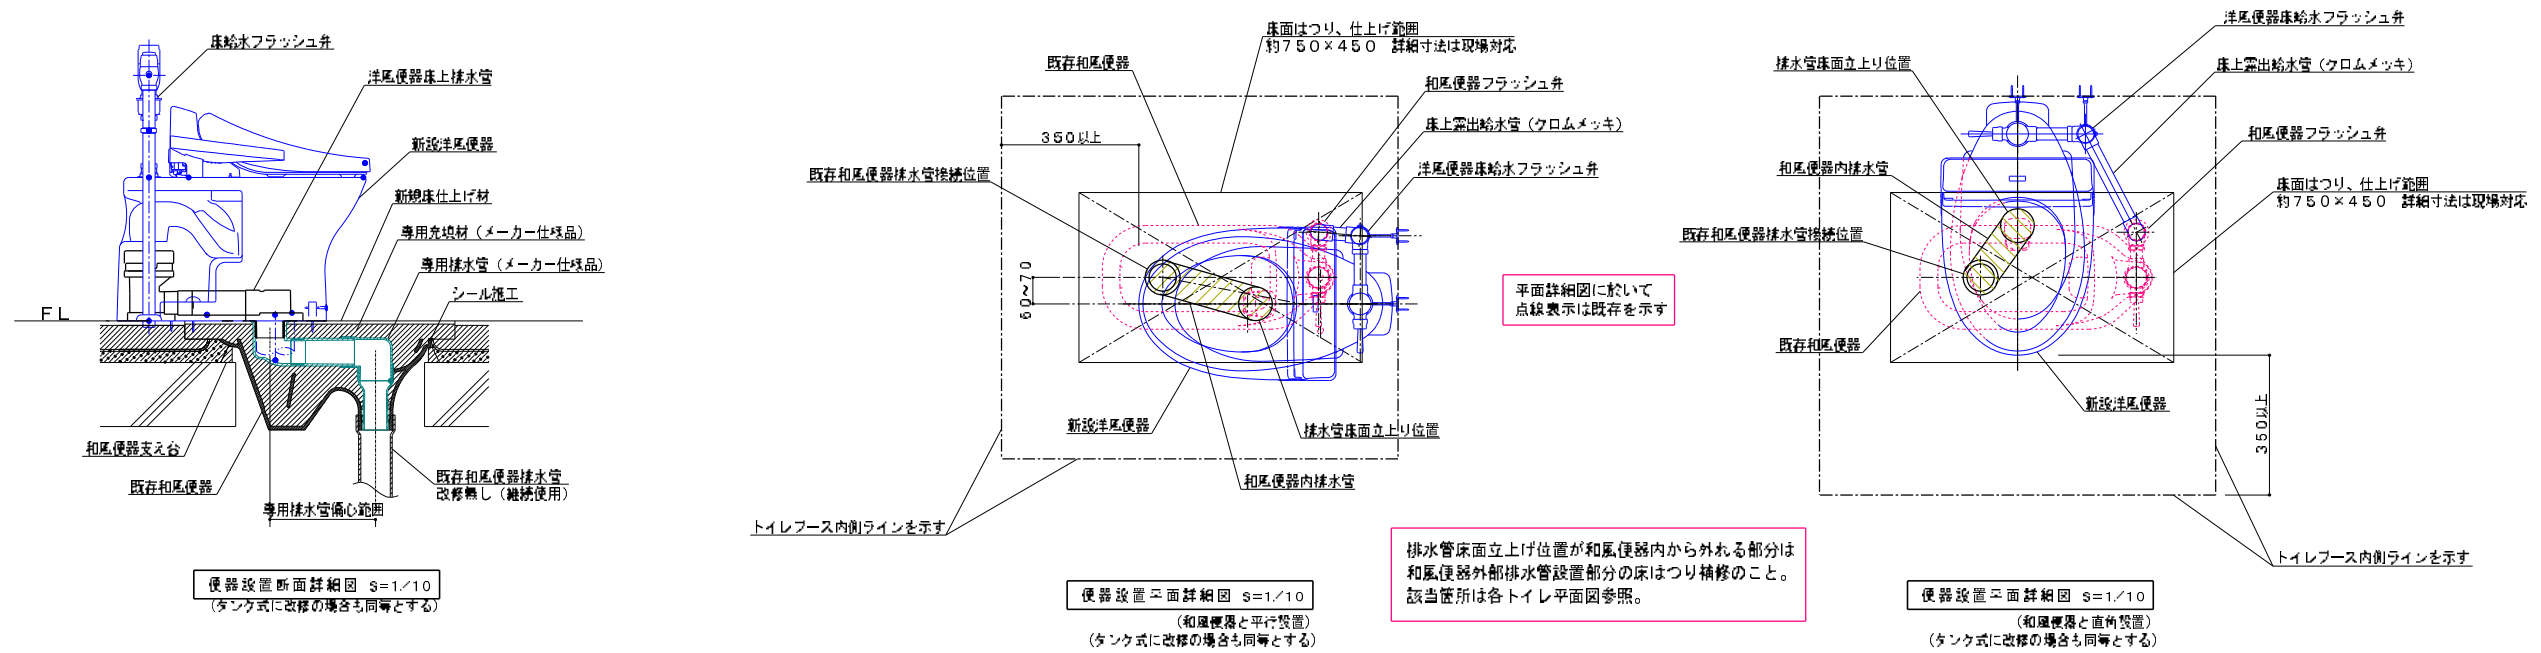 床給水フラッシュ弁
洋風便器床上排水管
新設洋風便器
新規床仕上げ材
専用充填材（メーカー仕様品）
専用排水管（メーカー仕様品）
シール施工
FL
和風便器支え台
既存和風便器
既存和風便器排水管
改修無し（継続使用）
専用排水管偏心範囲
便器設置断面詳細図 S=1/10
（タンク式に改修の場合も同等とする）
床面はつり、仕上げ範囲
約750×450 詳細寸法は現場対応
既存和風便器
和風便器フラッシュ弁
床上露出給水管（クロムメッキ）
350以上
既存和風便器排水管接続位置
洋風便器床給水フラッシュ弁
60~70
新設洋風便器
排水管床面立上り位置
和風便器内排水管
トイレブース内側ラインを示す
便器設置平面詳細図 S=1/10
（和風便器と平行設置）
（タンク式に改修の場合も同等とする）
平面詳細図に於いて
点線表示は既存を示す
排水管床面立上げ位置が和風便器内から外れる部分は
和風便器外部排水管設置部分の床はつり補修のこと。
該当箇所は各トイレ平面図参照。
洋風便器床給水フラッシュ弁
排水管床面立上り位置
床上露出給水管（クロムメッキ）
和風便器フラッシュ弁
和風便器内排水管
床面はつり、仕上げ範囲
約750×450 詳細寸法は現場対応
既存和風便器排水管接続位置
既存和風便器
新設洋風便器
350以上
トイレブース内側ラインを示す
便器設置平面詳細図 S=1/10
（和風便器と直角設置）
（タンク式に改修の場合も同等とする）